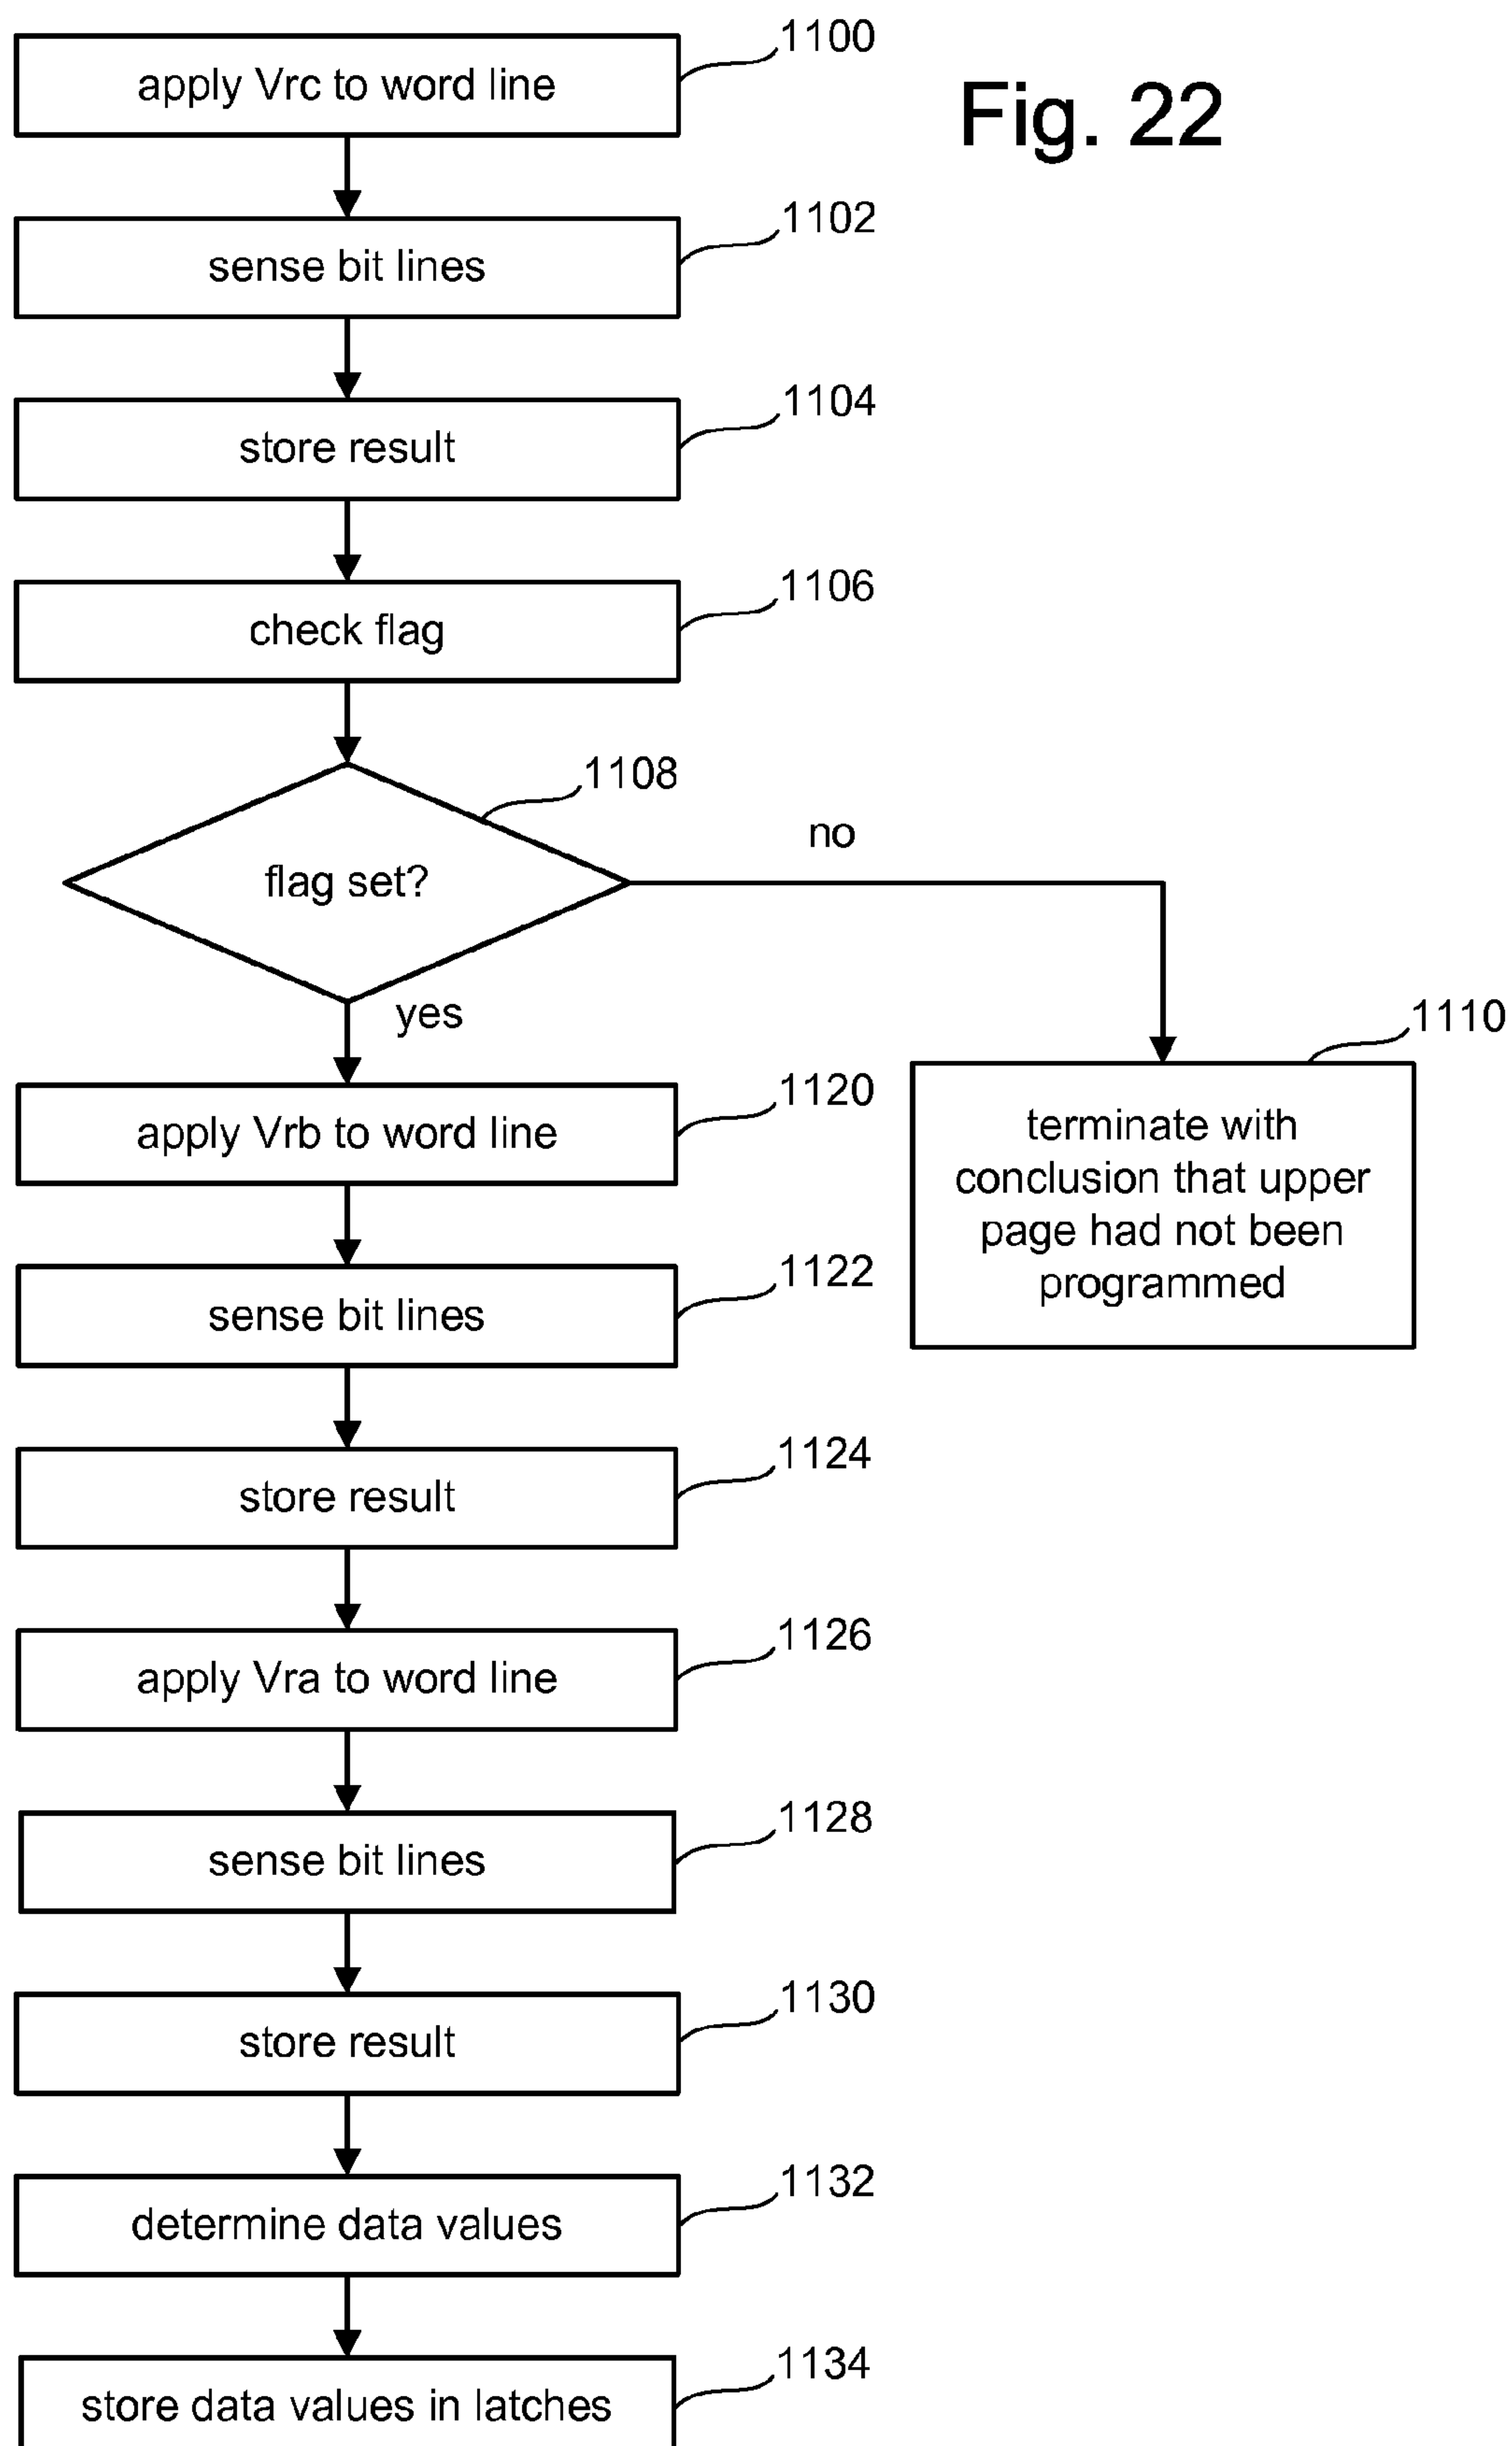 1100
apply Vrc to word line
Fig. 22
1102
sense bit lines
1104
store result
1106
check flag
1108
no
flag set?
yes
1110
1120
apply Vrb to word line
terminate with
conclusion that upper
page had not been
programmed
1122
sense bit lines
1124
store result
1126
apply Vra to word line
1128
sense bit lines
1130
store result
1132
determine data values
1134
store data values in latches